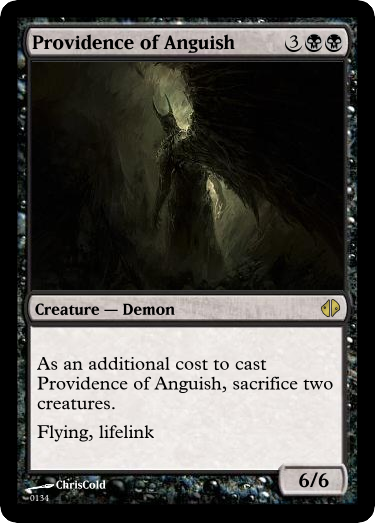 Providence of Anguish 3
Creature — Demon
As an additional cost to cast
Providence of Anguish, sacrifice two
creatures.
Flying, lifelink
6/6
ChrisCold
0134